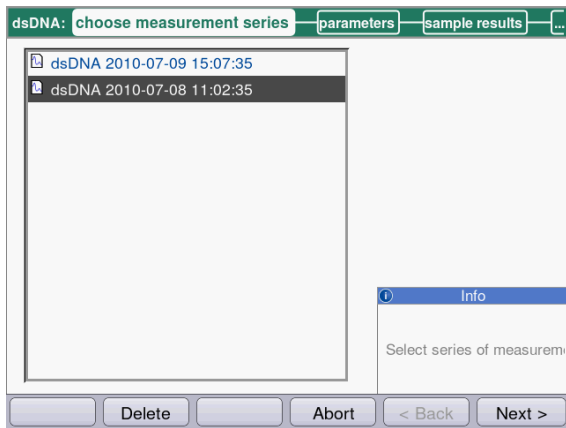 dsDNA: choose measurement series parameters sample results ...
dsDNA 2010-07-09 15:07:35
dsDNA 2010-07-08 11:02:35
Info
Select series of measurem
Delete Abort < Back Next >